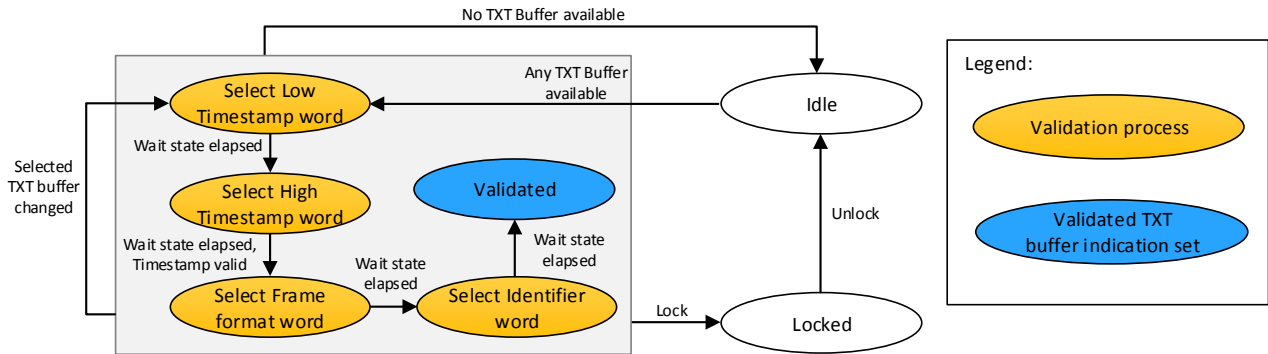 No TXT Buffer available
Legend:
Select Low
Timestamp word
Any TXT Buffer
available
Idle
Validation process
Wait state elapsed
Selected
TXT buffer
changed
Select High
Timestamp word
Validated
Unlock
Validated TXT
buffer indication set
Wait state elapsed,
Timestamp valid
Wait state
elapsed
Wait state
elapsed
Select Frame
format word
Select Identifier
word
Lock
Locked